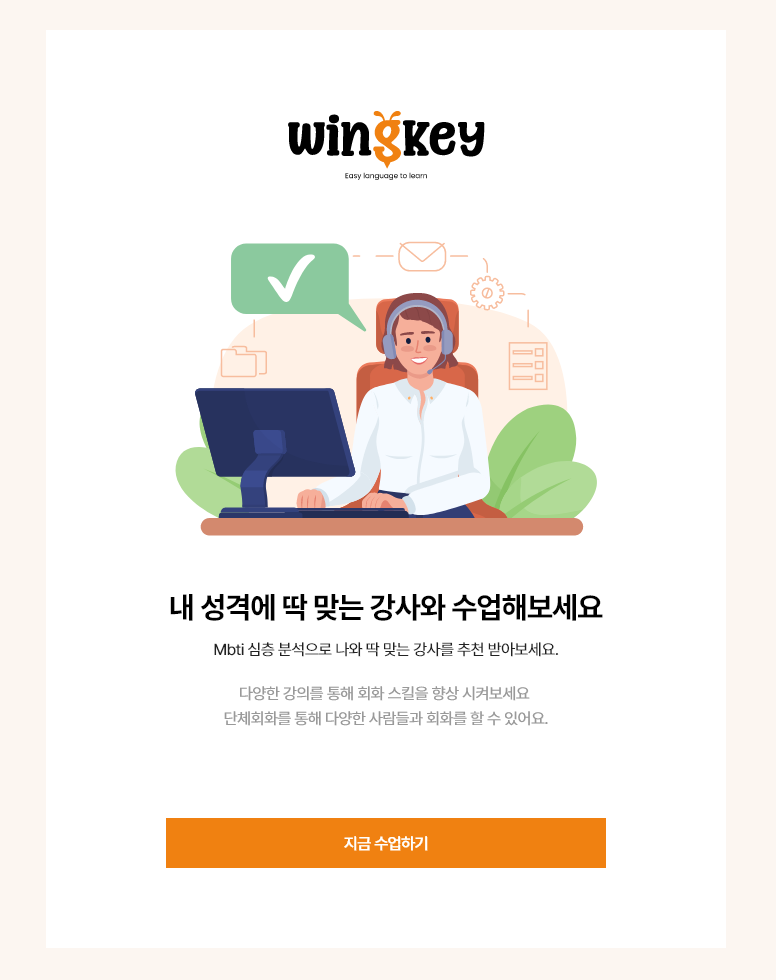 wingkey
Easy language to learn
내 성격에 딱 맞는 강사와 수업해보세요
Mbti 심층 분석으로 나와 딱 맞는 강사를 추천 받아보세요.
다양한 강의를 통해 회화 스킬을 향상 시켜보세요
단체회화를 통해 다양한 사람들과 회화를 할 수 있어요.
지금 수업하기